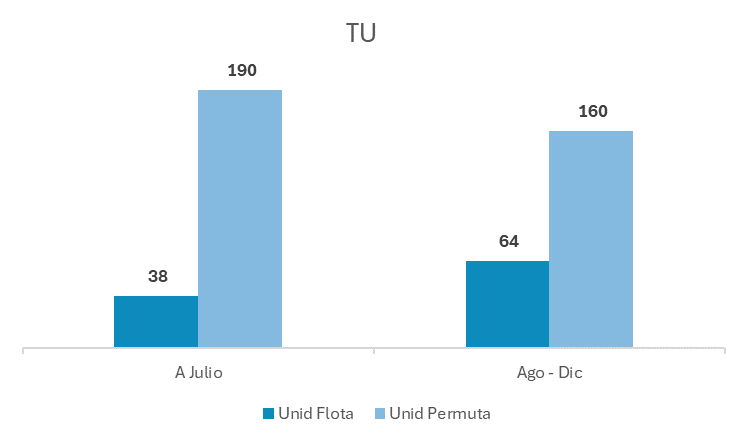 TU
190
160
64
38
A Julio
Ago - Dic
Unid Flota
Unid Permuta